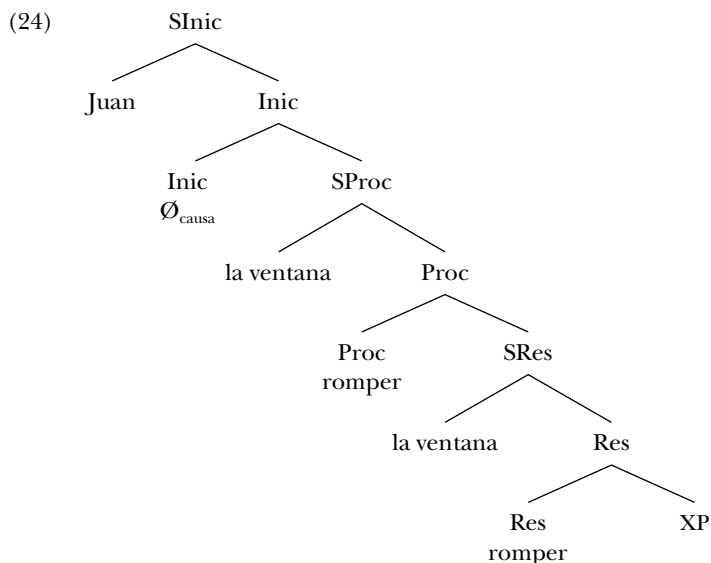 (24) SInic
Juan Inic
Inic SProc
Øcausa
la ventana Proc
Proc SRes
romper
la ventana Res
Res XP
romper